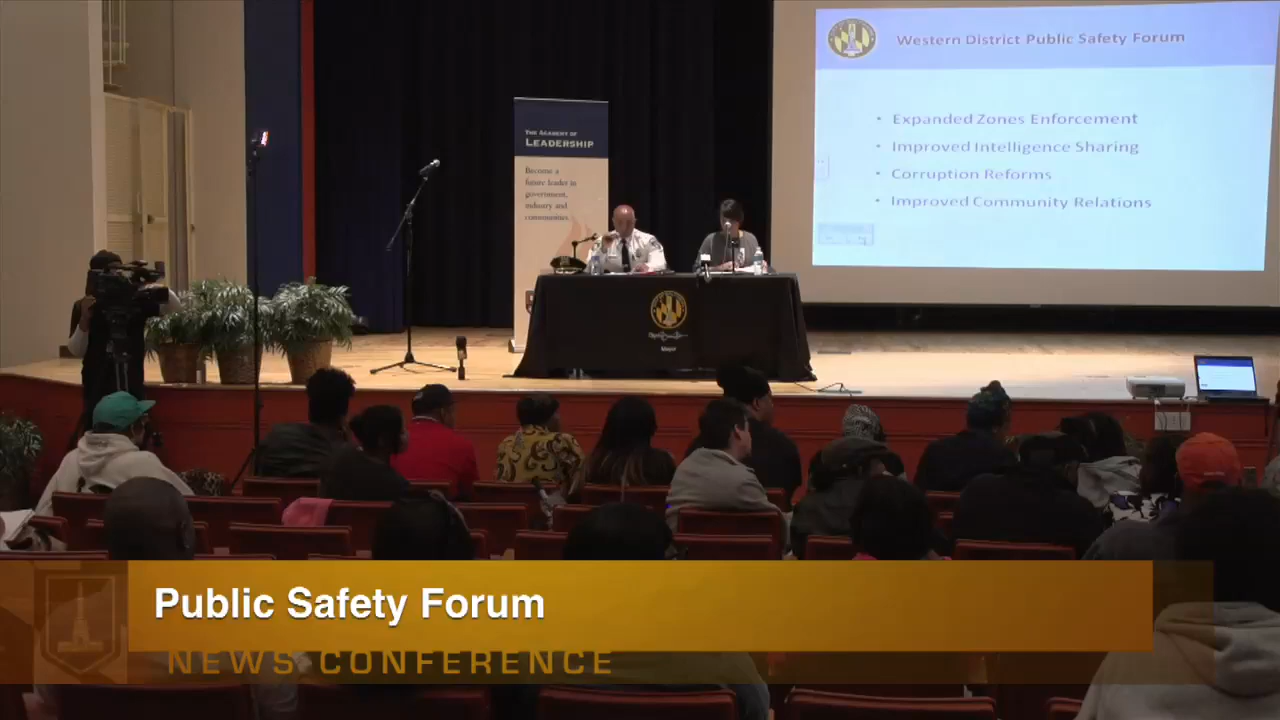 Western District Public Safety Forum
• Expanded Zones Enforcement
• Improved Intelligence Sharing
• Corruption Reforms
• Improved Community Relations
THE ACADEMY OF
LEADERSHIP
Become a
future leader in
government,
industry and
communities.
Mayor
Public Safety Forum
NEWS CONFERENCE